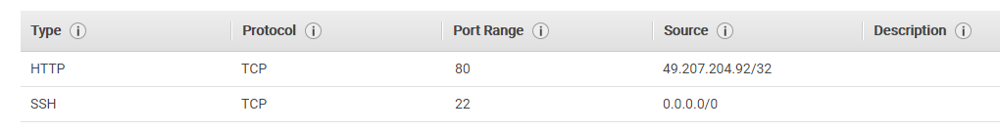 Type Protocol Port Range Source Description
HTTP TCP 80 49.207.204.92/32
SSH TCP 22 0.0.0.0/0